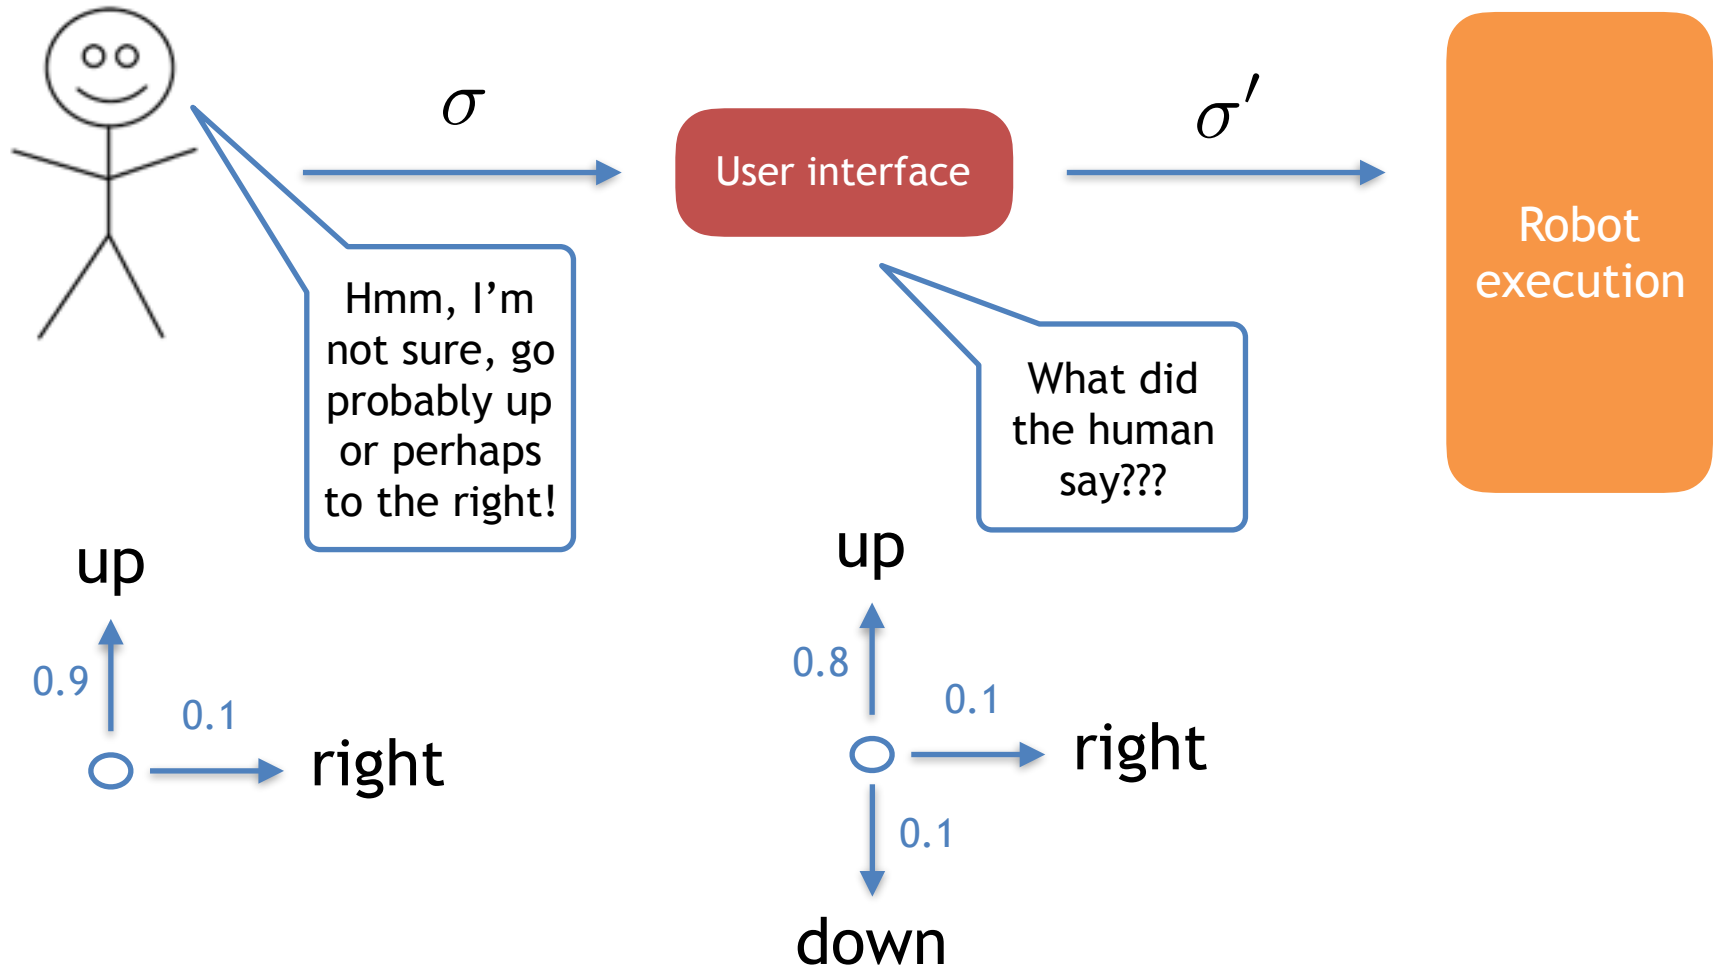 σ
User interface
σ′
Robot
execution
Hmm, I’m
not sure, go
probably up
or perhaps
to the right!
What did
the human
say???
up
0.9
0.1
right
up
0.8
0.1
right
0.1
down